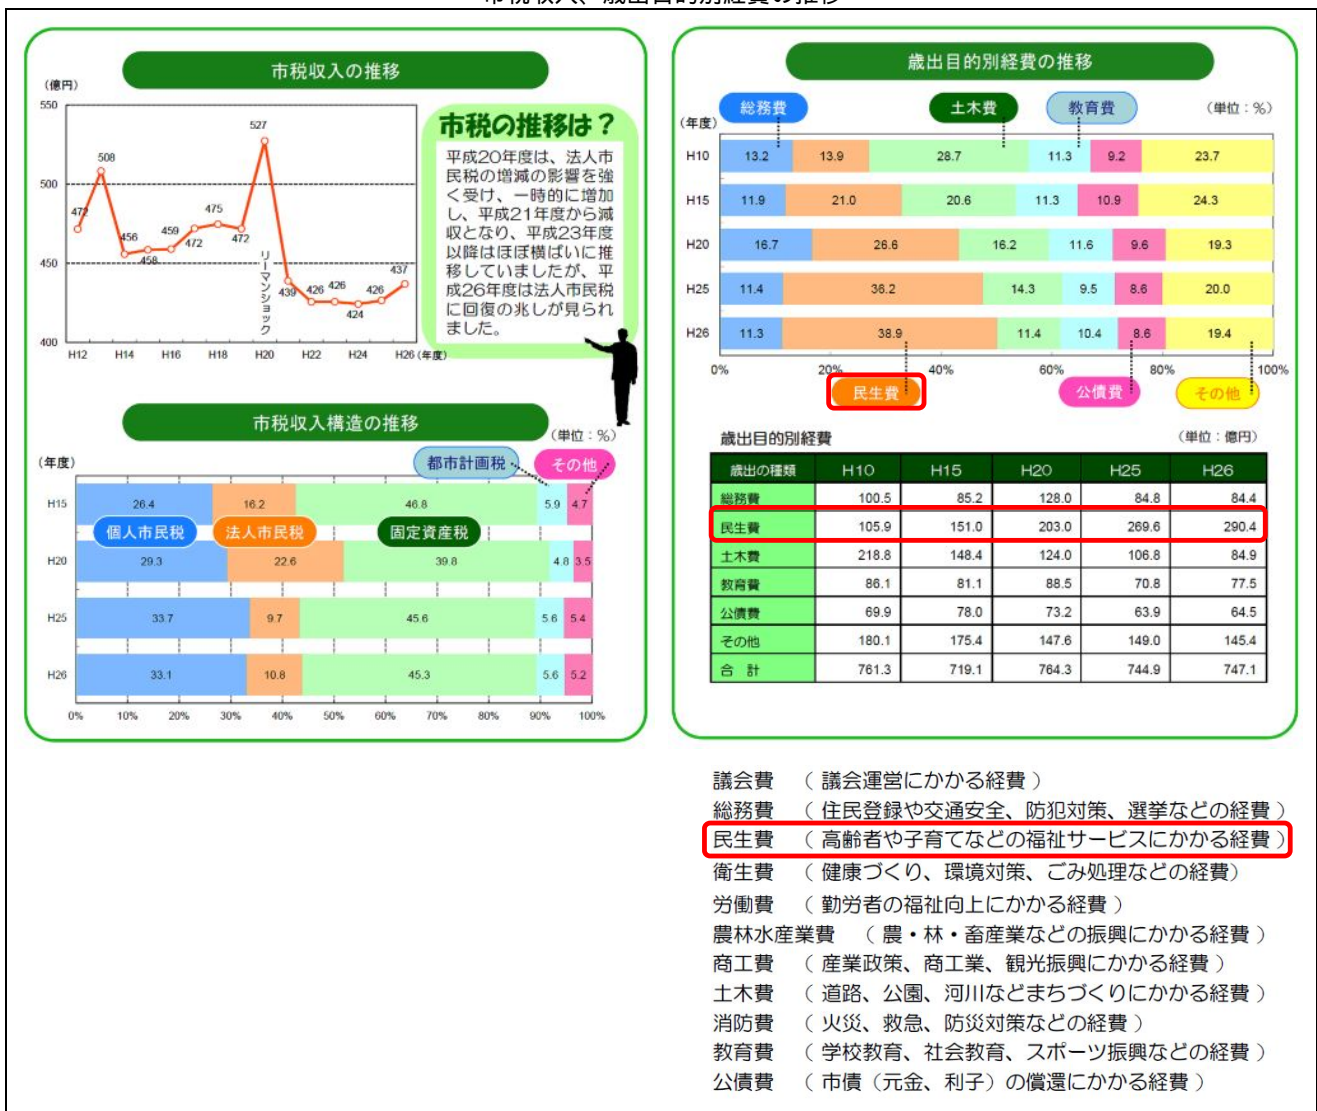 市税収入、歳出目的別経費の推移
市税収入の推移
(億円)
550
500
450
400
472
508
456
458
459
472
475
472
527
439
426
426
424
426
437
リーマンショック
H12 H14 H16 H18 H20 H22 H24 H26 (年度)
市税の推移は?
平成20年度は、法人市
民税の増減の影響を強
く受け、一時的に増加
し、平成21年度から減
収となり、平成23年度
以降はほぼ横ばいに推
移していましたが、平
成26年度は法人市民税
に回復の兆しが見られ
ました。
市税収入構造の推移
(単位:%)
(年度)
都市計画税 その他
H15 26.4 16.2 46.8 5.9 4.7
個人市民税 法人市民税 固定資産税
H20 29.3 22.6 39.8 4.8 3.5
H25 33.7 9.7 45.6 5.6 5.4
H26 33.1 10.8 45.3 5.6 5.2
0% 10% 20% 30% 40% 50% 60% 70% 80% 90% 100%
歳出目的別経費の推移
総務費 土木費 教育費 (単位:%)
(年度)
H10 13.2 13.9 28.7 11.3 9.2 23.7
H15 11.9 21.0 20.6 11.3 10.9 24.3
H20 16.7 26.6 16.2 11.6 9.6 19.3
H25 11.4 36.2 14.3 9.5 8.6 20.0
H26 11.3 38.9 11.4 10.4 8.6 19.4
0% 20% 40% 60% 80% 100%
民生費 公債費 その他
歳出目的別経費 (単位:億円)
歳出の種類 H10 H15 H20 H25 H26
総務費 100.5 85.2 128.0 84.8 84.4
民生費 105.9 151.0 203.0 269.6 290.4
土木費 218.8 148.4 124.0 106.8 84.9
教育費 86.1 81.1 88.5 70.8 77.5
公債費 69.9 78.0 73.2 63.9 64.5
その他 180.1 175.4 147.6 149.0 145.4
合 計 761.3 719.1 764.3 744.9 747.1
議会費 (議会運営にかかる経費)
総務費 (住民登録や交通安全、防犯対策、選挙などの経費)
民生費 (高齢者や子育てなどの福祉サービスにかかる経費)
衛生費 (健康づくり、環境対策、ごみ処理などの経費)
労働費 (勤労者の福祉向上にかかる経費)
農林水産業費 (農・林・畜産業などの振興にかかる経費)
商工費 (産業政策、商工業、観光振興にかかる経費)
土木費 (道路、公園、河川などまちづくりにかかる経費)
消防費 (火災、救急、防災対策などの経費)
教育費 (学校教育、社会教育、スポーツ振興などの経費)
公債費 (市債(元金、利子)の償還にかかる経費)